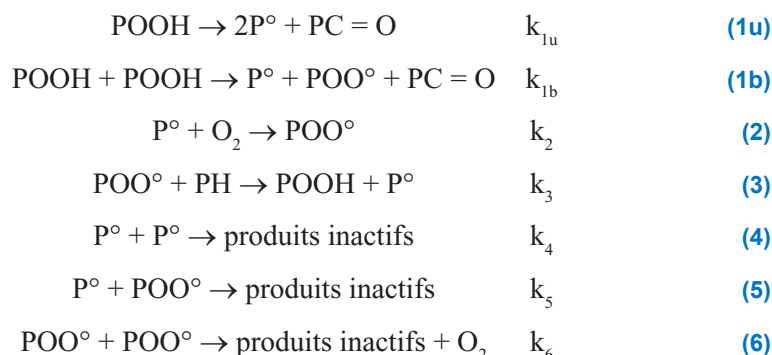 POOH → 2P° + PC = O k₁ᵤ (1u)
POOH + POOH → P° + POO° + PC = O k₁b (1b)
P° + O₂ → POO° k₂ (2)
POO° + PH → POOH + P° k₃ (3)
P° + P° → produits inactifs k₄ (4)
P° + POO° → produits inactifs k₅ (5)
POO° + POO° → produits inactifs + O₂ k₆ (6)